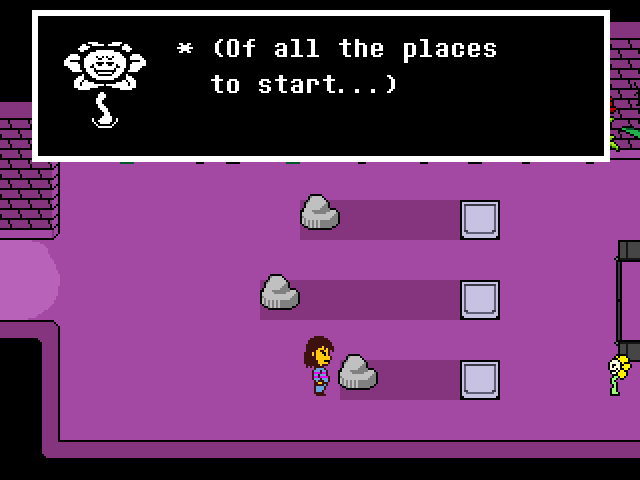 * (Of all the places
to start...)